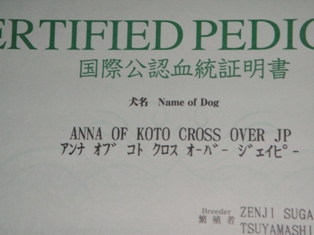 ERTIFIED PEDIG
国際公認血統証明書
犬名 Name of Dog
ANNA OF KOTO CROSS OVER JP
アンナ オブ コト クロス オーバー ジェイピー
Breeder ZENJI SUGA
繁殖者 TSUYAMASHI